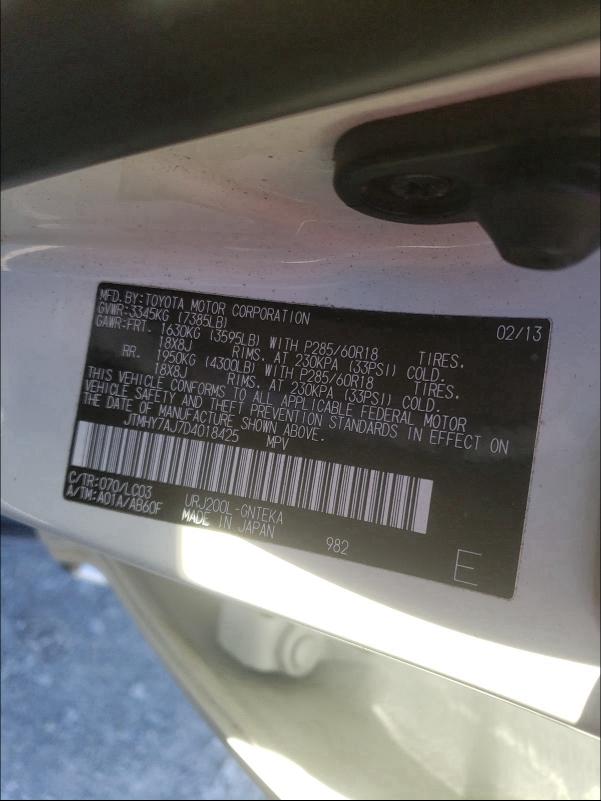 MFD.BY:TOYOTA MOTOR CORPORATION 02/13
GVWR:3345KG (7385LB)
GAWR:FRT. 1630KG (3595LB) WITH P285/60R18 TIRES.
18X8J RIMS. AT 230KPA (33PSI) COLD.
RR. 1950KG (4300LB) WITH P285/60R18 TIRES.
18X8J RIMS. AT 230KPA (33PSI) COLD.
THIS VEHICLE CONFORMS TO ALL APPLICABLE FEDERAL MOTOR
VEHICLE SAFETY AND THEFT PREVENTION STANDARDS IN EFFECT ON
THE DATE OF MANUFACTURE SHOWN ABOVE.
JTMHY7AJ7D4018425 MPV
C/TR:070/LC03 URJ200L-GNTEKA
A/TM:A01A/AB60F MADE IN JAPAN 982 E